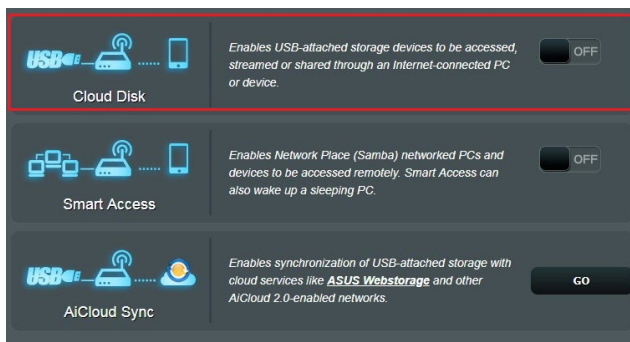 USB
Cloud Disk
Enables USB-attached storage devices to be accessed,
streamed or shared through an Internet-connected PC
or device.
OFF
Smart Access
Enables Network Place (Samba) networked PCs and
devices to be accessed remotely. Smart Access can
also wake up a sleeping PC.
OFF
USB
AiCloud Sync
Enables synchronization of USB-attached storage with
cloud services like ASUS Webstorage and other
AiCloud 2.0-enabled networks.
GO